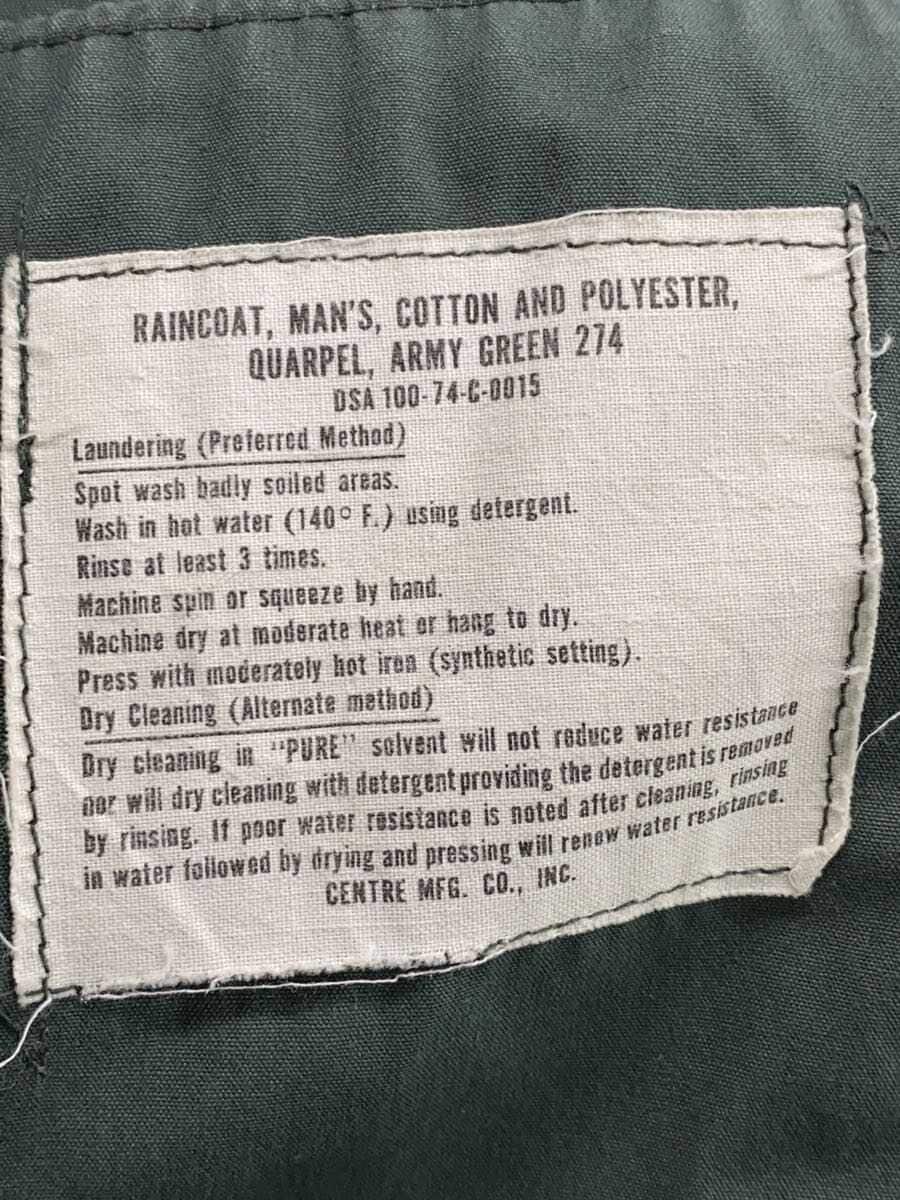 RAINCOAT, MAN'S, COTTON AND POLYESTER,
QUARPEL, ARMY GREEN 274
DSA 100-74-C-0015
Laundering (Preferred Method)
Spot wash badly soiled areas.
Wash in hot water (140° F.) using detergent.
Rinse at least 3 times.
Machine spin or squeeze by hand.
Machine dry at moderate heat or hang to dry.
Press with moderately hot iron (synthetic setting).
Dry Cleaning (Alternate method)
Dry cleaning in "PURE" solvent will not reduce water resistance
nor will dry cleaning with detergent providing the detergent is removed
by rinsing. If poor water resistance is noted after cleaning, rinsing
in water followed by drying and pressing will renew water resistance.
CENTRE MFG. CO., INC.